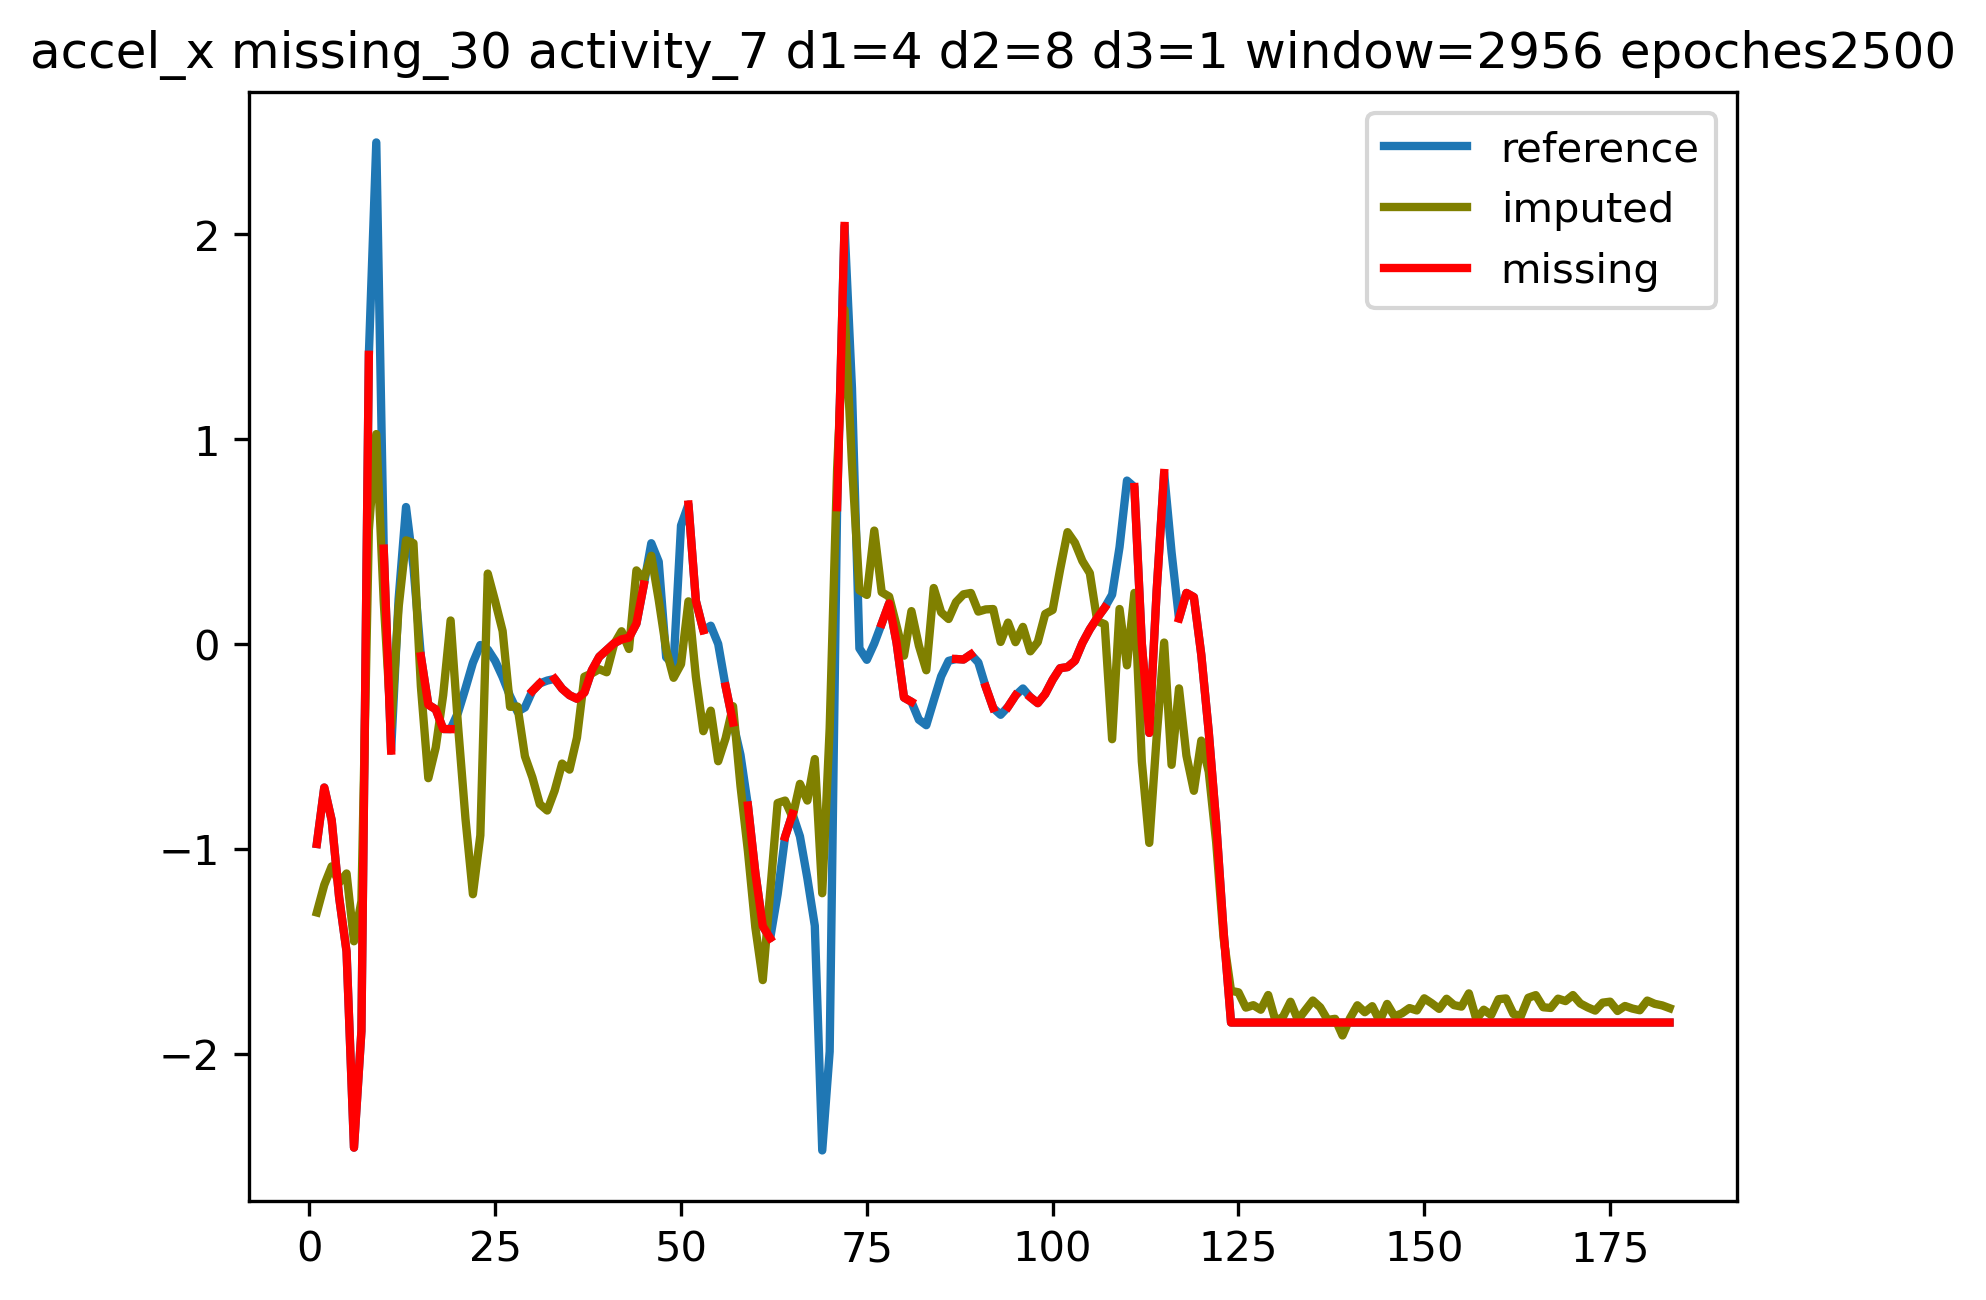 accel_x missing_30 activity_7 d1=4 d2=8 d3=1 window=2956 epoches2500
reference
imputed
missing
2
1
0
−1
−2
0 25 50 75 100 125 150 175